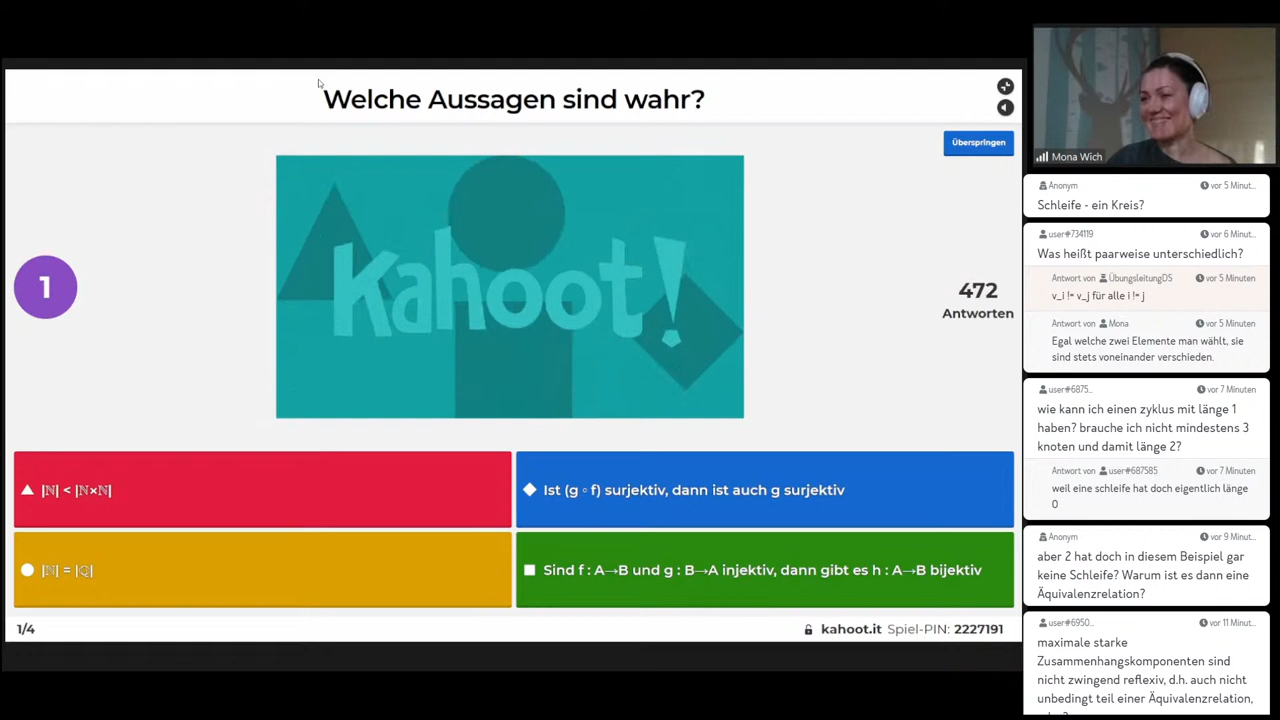 Welche Aussagen sind wahr?
Überspringen
Kahoot!
1
472
Antworten
|ℕ| < |ℕ×ℕ|
Ist (g ∘ f) surjektiv, dann ist auch g surjektiv
|ℕ| = |ℚ|
Sind f : A→B und g : B→A injektiv, dann gibt es h : A→B bijektiv
1/4
kahoot.it Spiel-PIN: 2227191
Mona Wich
Anonym vor 5 Minut...
Schleife - ein Kreis?
user#734119 vor 6 Minut...
Was heißt paarweise unterschiedlich?
Antwort von ÜbungsleitungDS vor 5 Minuten
v_i != v_j für alle i != j
Antwort von Mona vor 5 Minuten
Egal welche zwei Elemente man wählt, sie
sind stets voneinander verschieden.
user#6875... vor 7 Minuten
wie kann ich einen zyklus mit länge 1
haben? brauche ich nicht mindestens 3
knoten und damit länge 2?
Antwort von user#687585 vor 7 Minuten
weil eine schleife hat doch eigentlich länge
0
Anonym vor 9 Minuten
aber 2 hat doch in diesem Beispiel gar
keine Schleife? Warum ist es dann eine
Äquivalenzrelation?
user#6950... vor 11 Minut...
maximale starke
Zusammenhangskomponenten sind
nicht zwingend reflexiv, d.h. auch nicht
unbedingt teil einer Äquivalenzrelation,